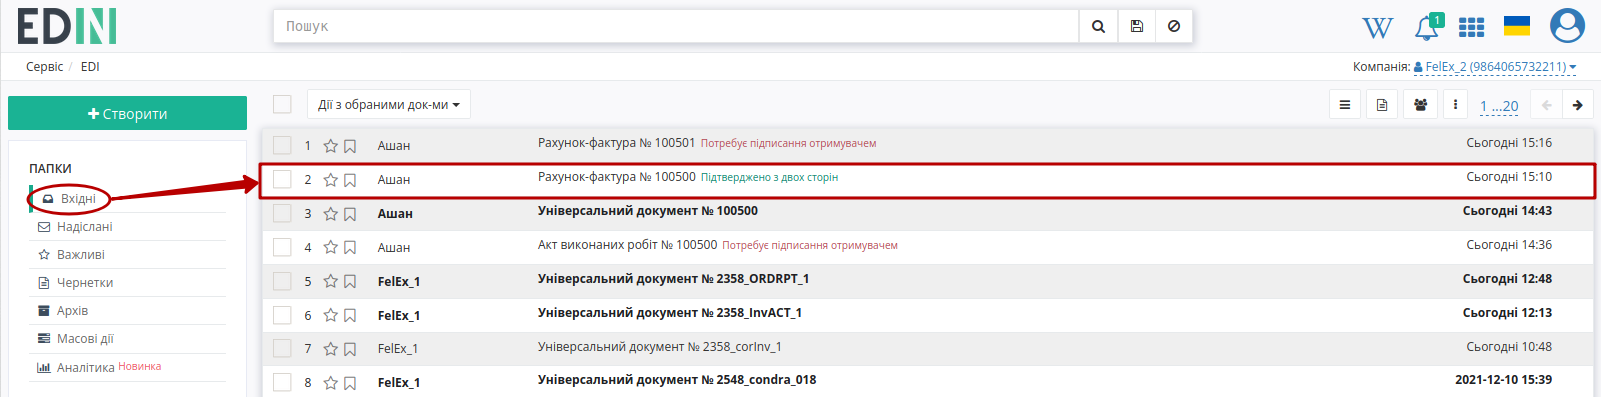 EDIN
Пошук
1
Сервіс / EDI
Компанія: FelEx_2 (9864065732211)
Створити
Дії з обраними док-ми
1 ...20
ПАПКИ
Вхідні
Надіслані
Важливі
Чернетки
Архів
Масові дії
Аналітика Новинка
1 Ашан Рахунок-фактура № 100501 Потребує підписання отримувачем Сьогодні 15:16
2 Ашан Рахунок-фактура № 100500 Підтверджено з двох сторін Сьогодні 15:10
3 Ашан Універсальний документ № 100500 Сьогодні 14:43
4 Ашан Акт виконаних робіт № 100500 Потребує підписання отримувачем Сьогодні 14:36
5 FelEx_1 Універсальний документ № 2358_ORDRPT_1 Сьогодні 12:48
6 FelEx_1 Універсальний документ № 2358_InvACT_1 Сьогодні 12:13
7 FelEx_1 Універсальний документ № 2358_corInv_1 Сьогодні 10:48
8 FelEx_1 Універсальний документ № 2548_condra_018 2021-12-10 15:39